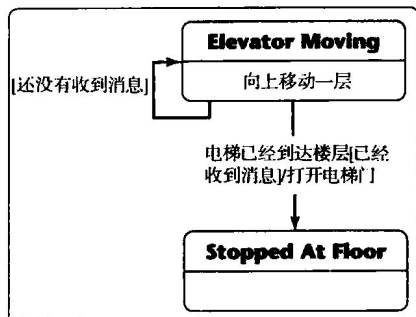 Elevator Moving
[还没有收到消息]
向上移动一层
电梯已经到达楼层[已经
收到消息]/打开电梯门
Stopped At Floor